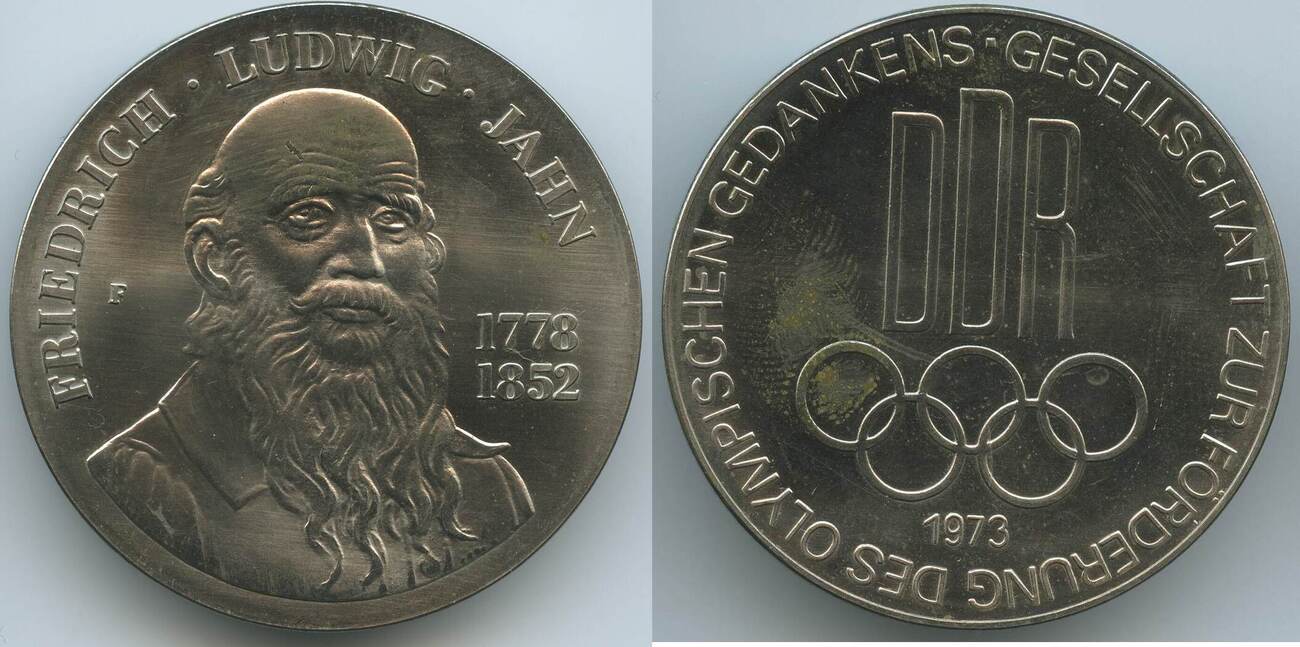 FRIEDRICH · LUDWIG · JAHN
F
1778
1852
GESELLSCHAFT ZUR FÖRDERUNG DES OLYMPISCHEN GEDANKENS ·
DDR
1973